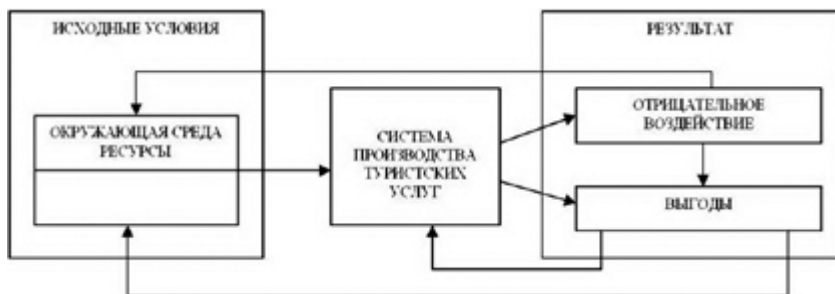 ИСХОДНЫЕ УСЛОВИЯ
РЕЗУЛЬТАТ
ОКРУЖАЮЩАЯ СРЕДА
РЕСУРСЫ
СИСТЕМА
ПРОИЗВОДСТВА
ТУРИСТСКИХ
УСЛУГ
ОТРИЦАТЕЛЬНОЕ
ВОЗДЕЙСТВИЕ
ВЫГОДЫ